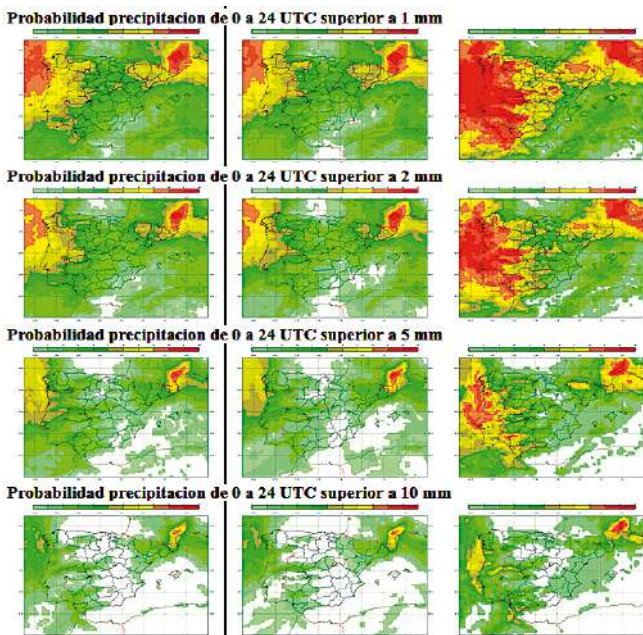 Probabilidad precipitacion de 0 a 24 UTC superior a 1 mm
Probabilidad precipitacion de 0 a 24 UTC superior a 2 mm
Probabilidad precipitacion de 0 a 24 UTC superior a 5 mm
Probabilidad precipitacion de 0 a 24 UTC superior a 10 mm